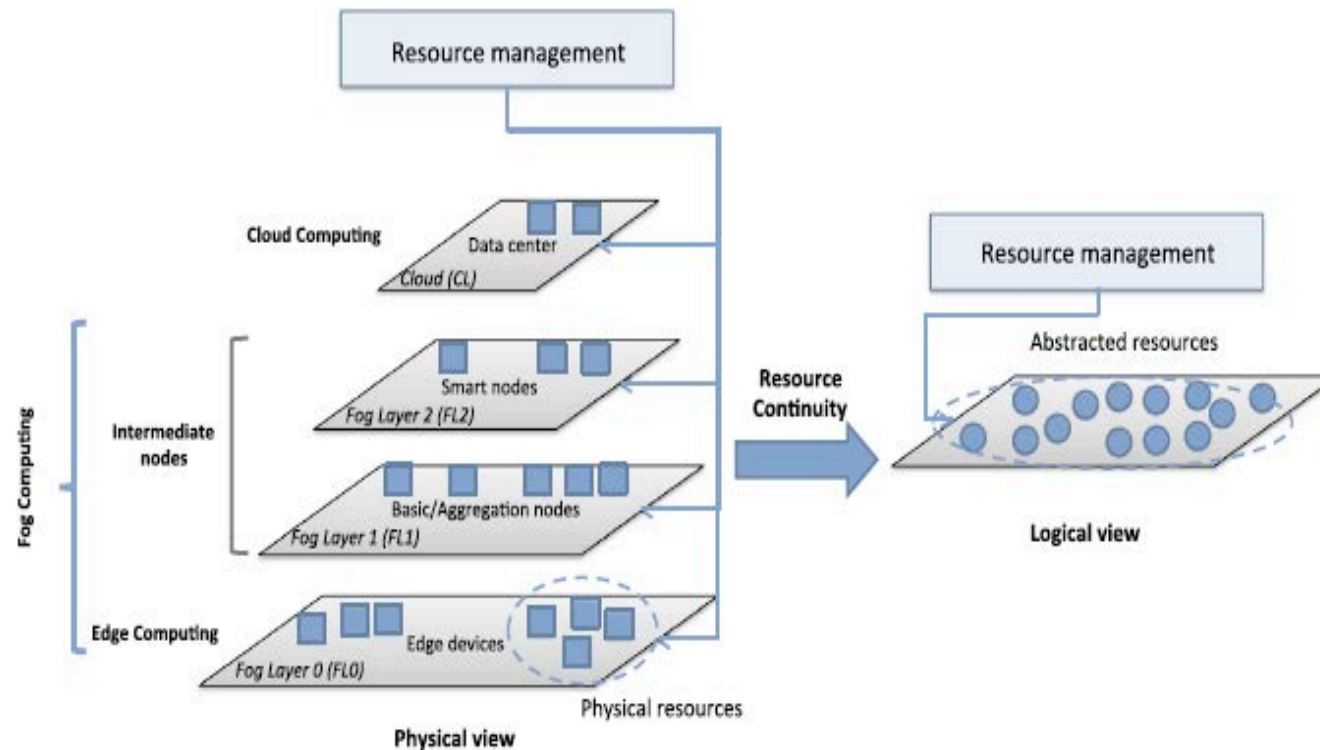 Resource management
Cloud Computing
Data center
Cloud (CL)
Smart nodes
Fog Layer 2 (FL2)
Fog Computing
Intermediate
nodes
Basic/Aggregation nodes
Fog Layer 1 (FL1)
Edge Computing
Edge devices
Fog Layer 0 (FL0)
Physical resources
Physical view
Resource
Continuity
Resource management
Abstracted resources
Logical view